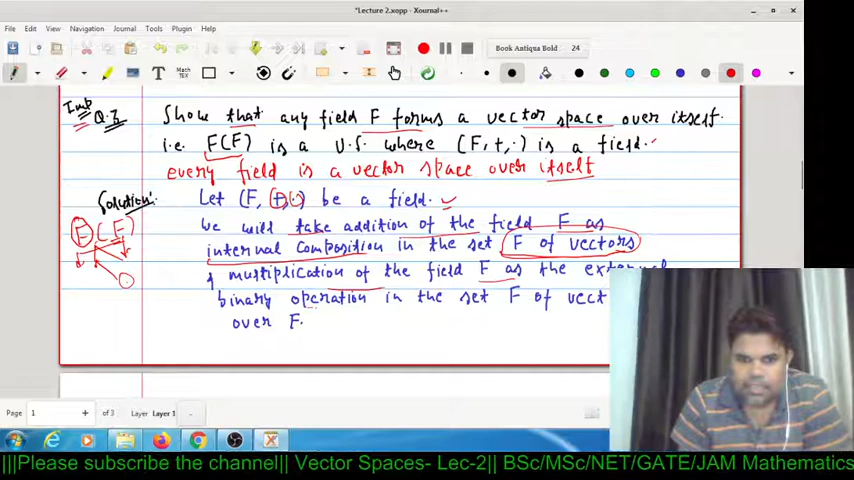 *Lecture 2.xopp - Xournal++
File Edit View Navigation Journal Tools Plugin Help
Book Antiqua Bold 24
Imp
Q.3 Show that any field F forms a vector space over itself.
i.e. F(F) is a V.S. where (F, +, ·) is a field.
every field is a vector space over itself
Solution: Let (F, +, ·) be a field.
We will take addition of the field F as
F(F)
internal composition in the set F of vectors
& multiplication of the field F as the external
binary operation in the set F of vect
over F.
Page 1 of 3 Layer Layer 1
|||Please subscribe the channel||| Vector Spaces- Lec-2||| BSc/MSc/NET/GATE/JAM Mathematics